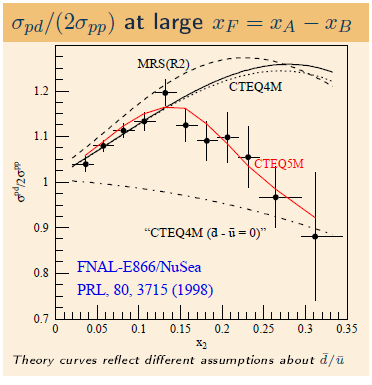 σpd/(2σpp) at large xF = xA − xB
MRS(R2)
CTEQ4M
CTEQ5M
"CTEQ4M (d̄ - ū = 0)"
FNAL-E866/NuSea
PRL, 80, 3715 (1998)
σpd/2σpp
1.2
1.1
1
0.9
0.8
0.7
0 0.05 0.1 0.15 0.2 0.25 0.3 0.35
x2
Theory curves reflect different assumptions about d̄/ū